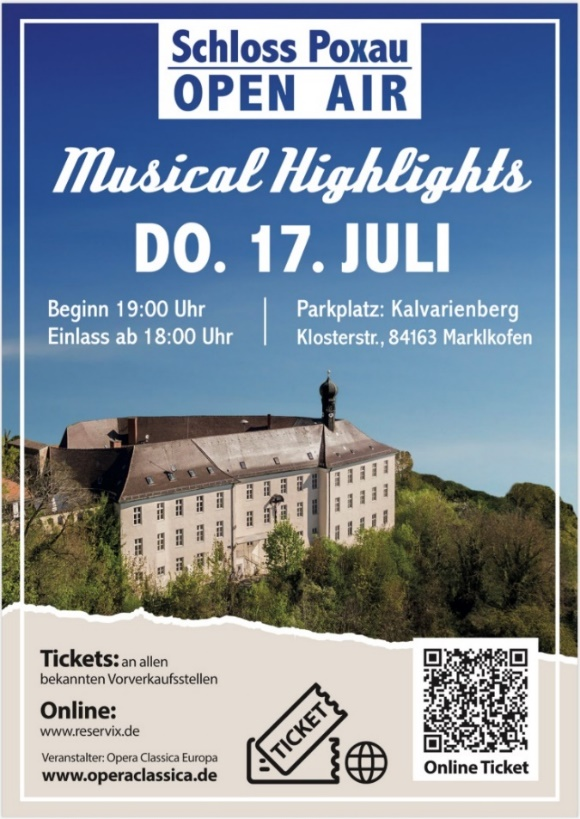 Schloss Poxau
OPEN AIR
Musical Highlights
DO. 17. JULI
Beginn 19:00 Uhr
Einlass ab 18:00 Uhr
Parkplatz: Kalvarienberg
Klosterstr., 84163 Marklkofen
Tickets: an allen
bekannten Vorverkaufsstellen
Online:
www.reservix.de
Veranstalter: Opera Classica Europa
www.operaclassica.de
TICKET
Online Ticket